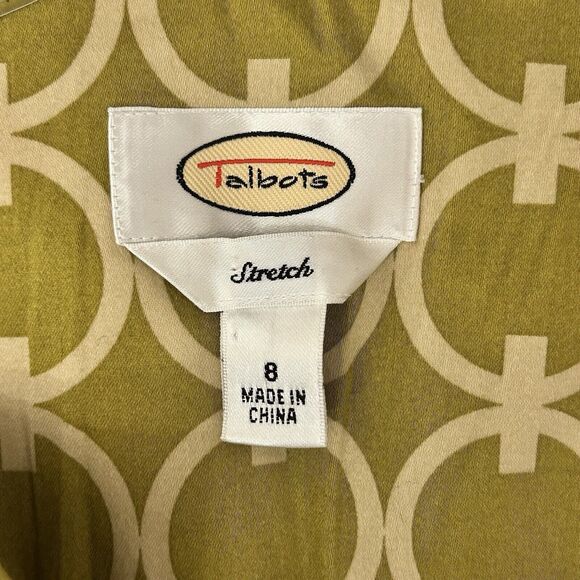 Talbots
Stretch
8
MADE IN
CHINA